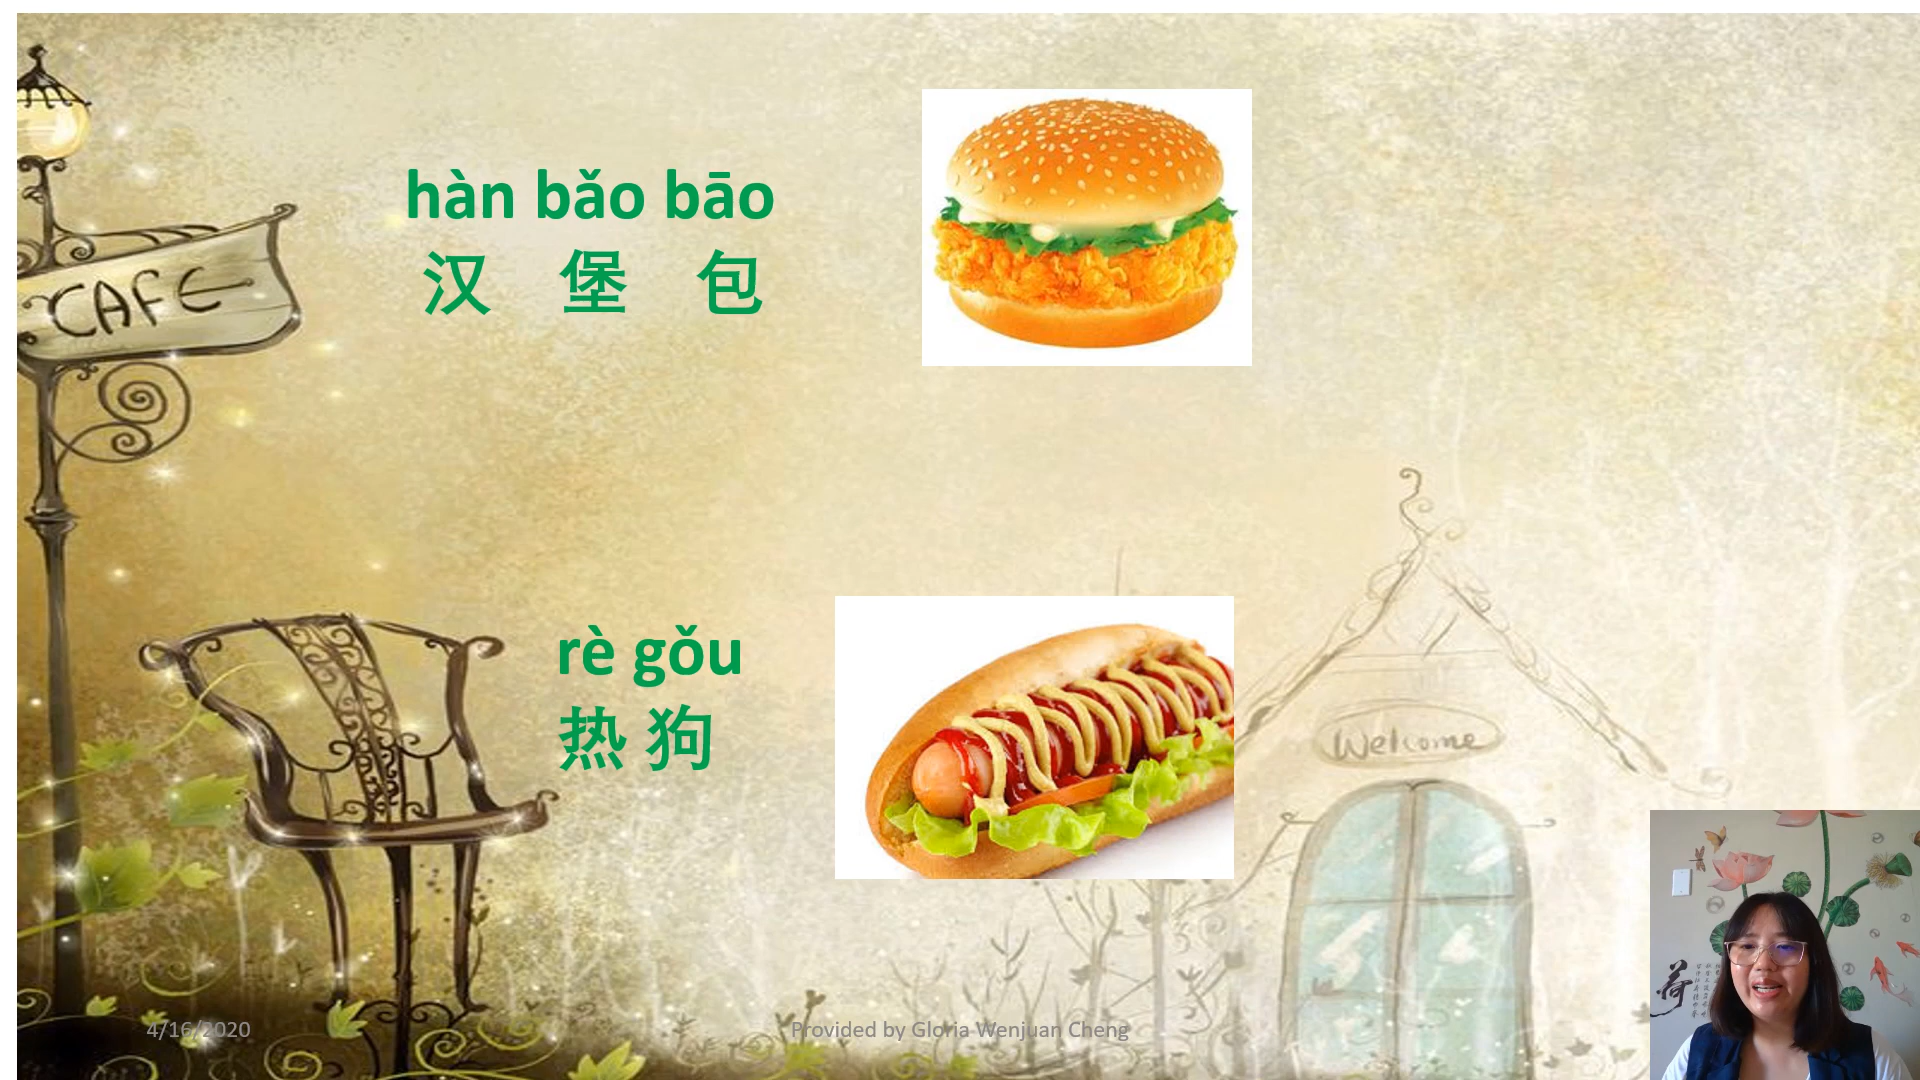 CAFE
hàn bǎo bāo
汉 堡 包
rè gǒu
热 狗
Welcome
荷
4/16/2020
Provided by Gloria Wenjuan Cheng